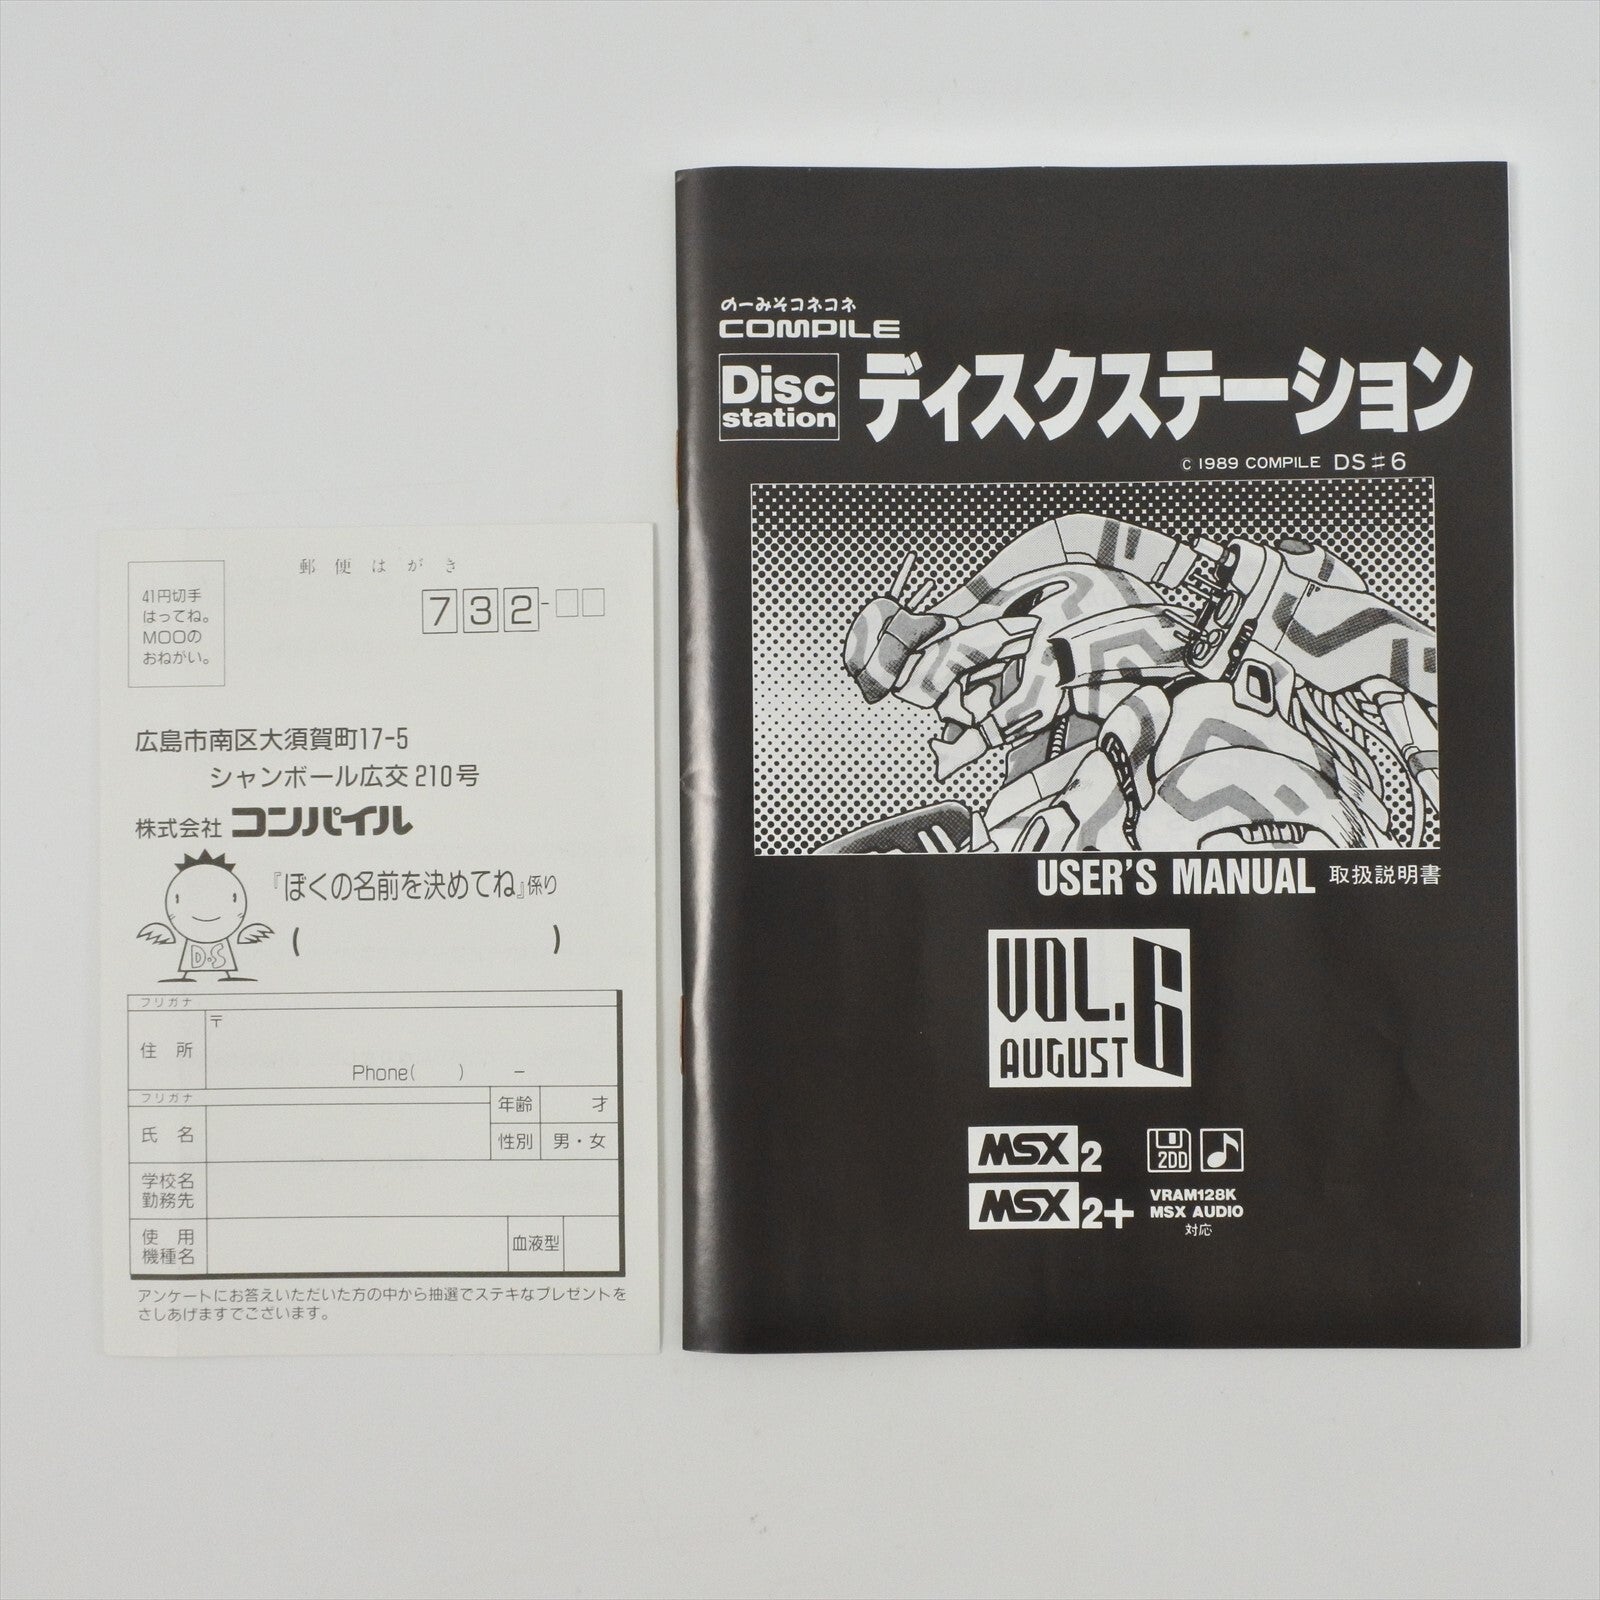 郵便はがき
41円切手
はってね。
MOOの
おねがい。
732-
広島市南区大須賀町17-5
シャンボール広交210号
株式会社 コンパイル
『ぼくの名前を決めてね』係り
( )
D・S
フリガナ
住所
〒
Phone( ) -
フリガナ
氏名
年齢 才
性別 男・女
学校名
勤務先
使用
機種名
血液型
アンケートにお答えいただいた方の中から抽選でステキなプレゼントを
さしあげますでございます。
のーみそコネコネ
COMPILE
Disc
station
ディスクステーション
© 1989 COMPILE DS♯6
USER'S MANUAL 取扱説明書
VOL. 6
AUGUST
MSX 2
2DD
MSX 2+
VRAM128K
MSX AUDIO
対応